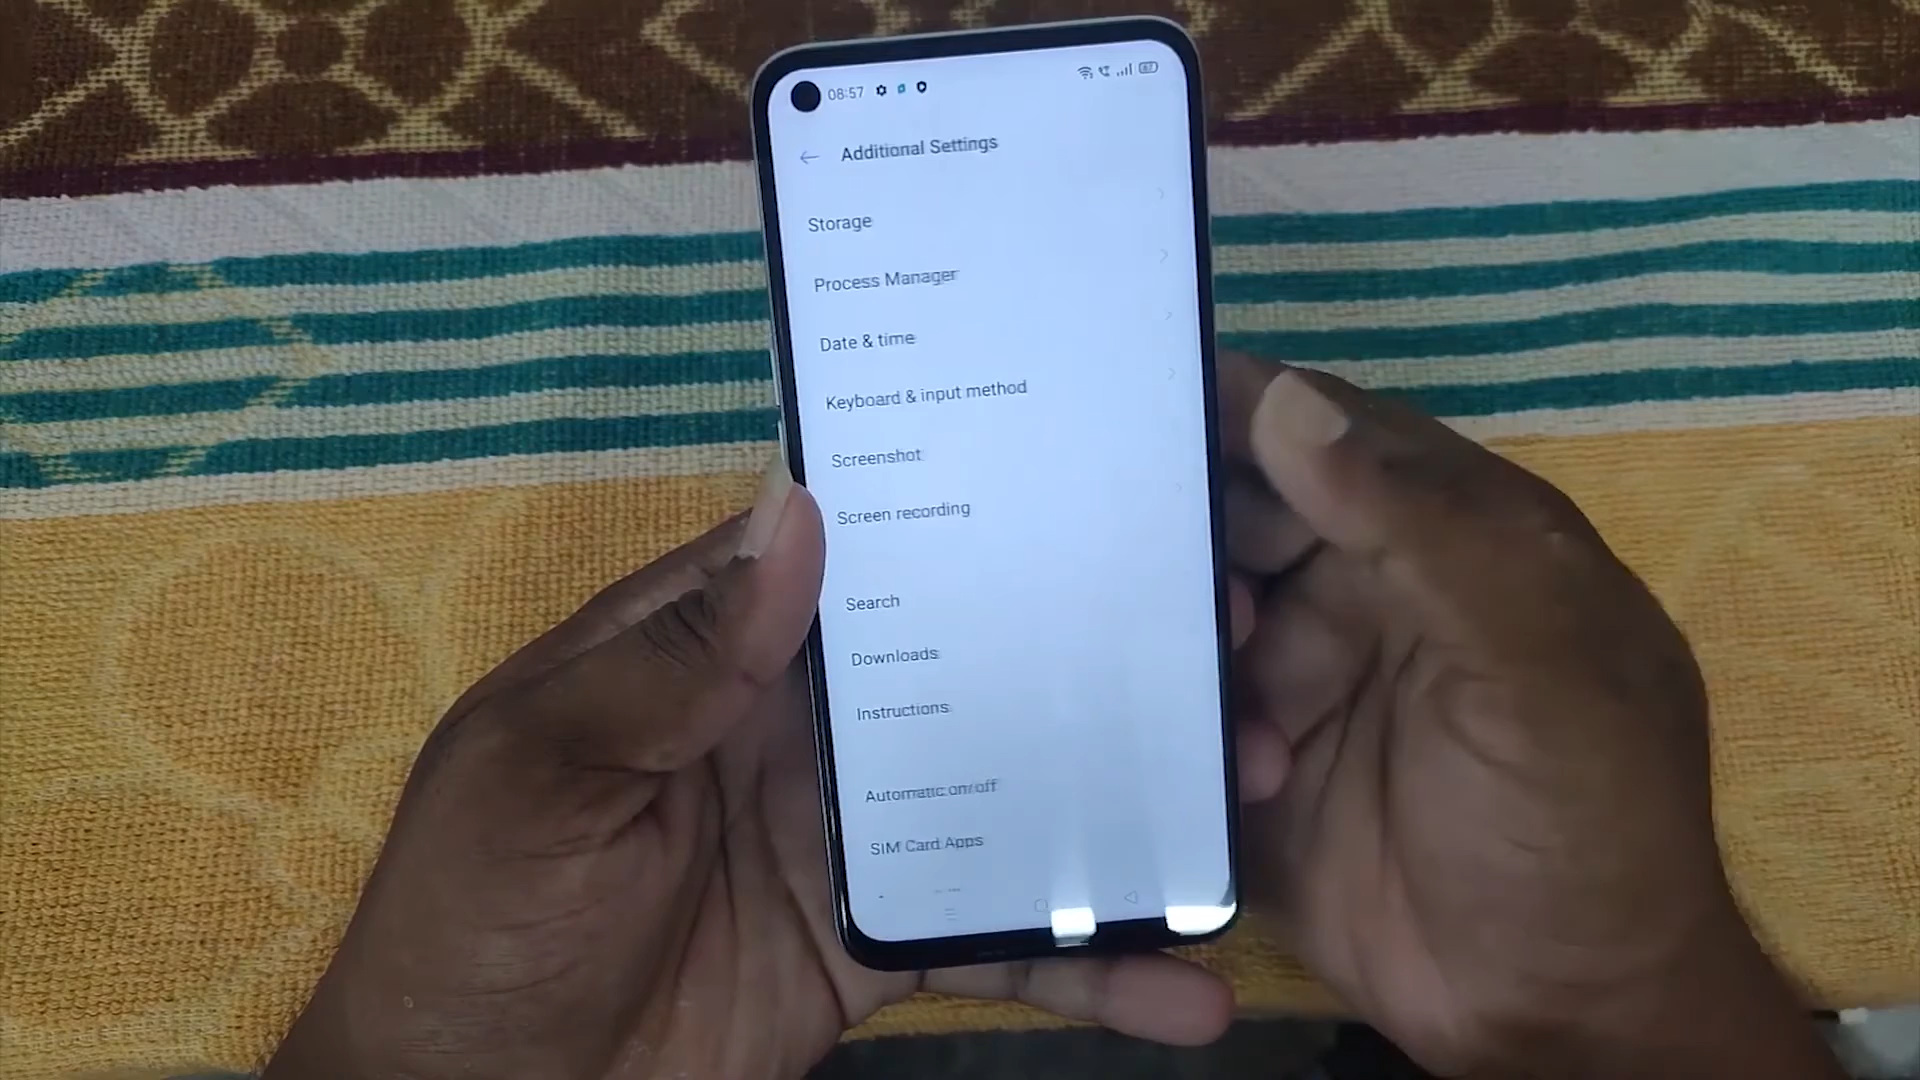 08:57
67
Additional Settings
Storage
Process Manager
Date & time
Keyboard & input method
Screenshot
Screen recording
Search
Downloads
Instructions
Automatic on/off
SIM Card Apps